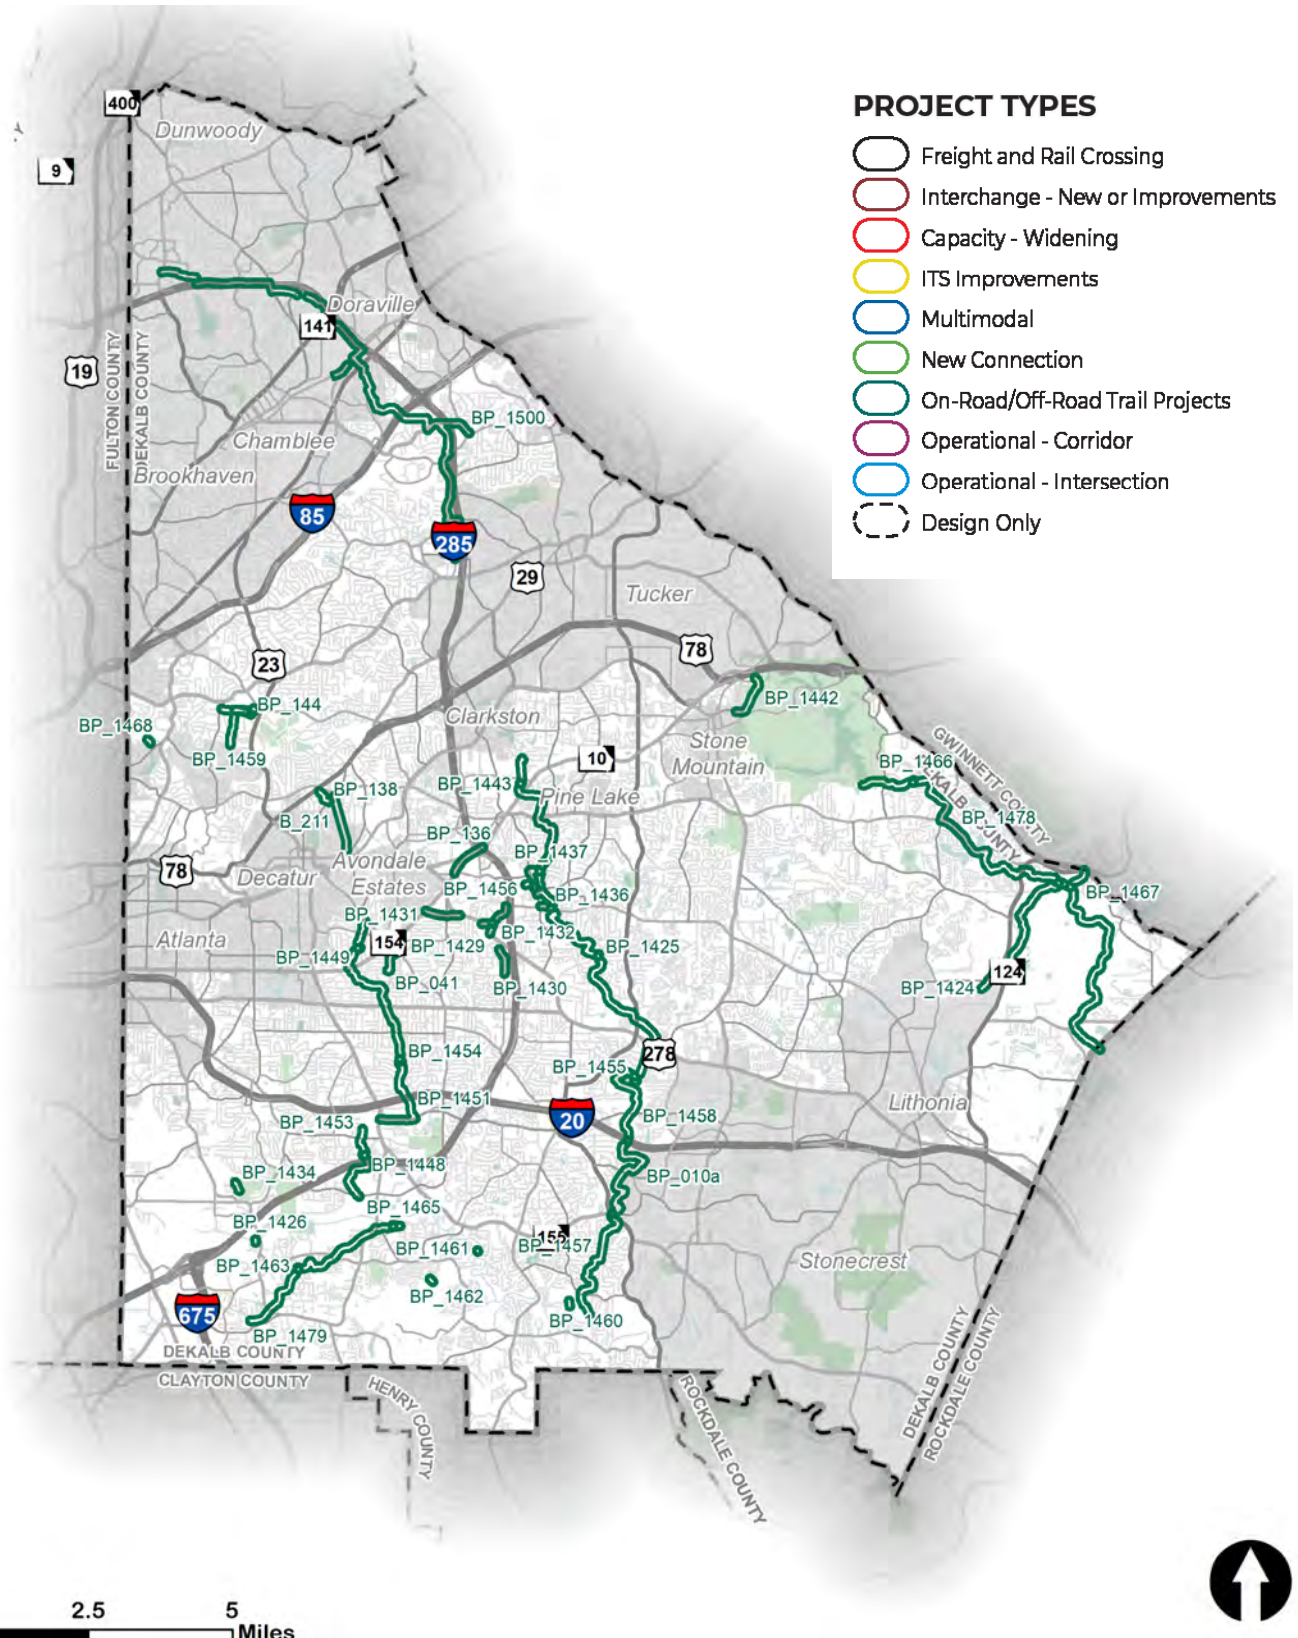 PROJECT TYPES
Freight and Rail Crossing
Interchange - New or Improvements
Capacity - Widening
ITS Improvements
Multimodal
New Connection
On-Road/Off-Road Trail Projects
Operational - Corridor
Operational - Intersection
Design Only
400
Dunwoody
9
Doraville
141
19
FULTON COUNTY
DEKALB COUNTY
BP_1500
Chamblee
Brookhaven
85
285
29
Tucker
78
23
BP_144
BP_1442
Clarkston
BP_1468
BP_1459
10
Stone
Mountain
GWINNETT COUNTY
DEKALB COUNTY
BP_1466
BP_138
BP_1443
Pine Lake
B_211
BP_1478
BP_136
BP_1437
Avondale
Estates
78
Decatur
BP_1456
BP_1436
BP_1467
BP_1431
BP_1432
Atlanta
154
BP_1429
BP_1425
BP_1449
124
BP_041
BP_1430
BP_1424
BP_1454
278
BP_1455
BP_1451
Lithonia
BP_1453
20
BP_1458
BP_1434
BP_1448
BP_010a
BP_1465
BP_1426
155
BP_1461
BP_1457
Stonecrest
BP_1463
BP_1462
675
BP_1460
BP_1479
DEKALB COUNTY
CLAYTON COUNTY
HENRY COUNTY
ROCKDALE COUNTY
DEKALB COUNTY
ROCKDALE COUNTY
2.5
5
Miles